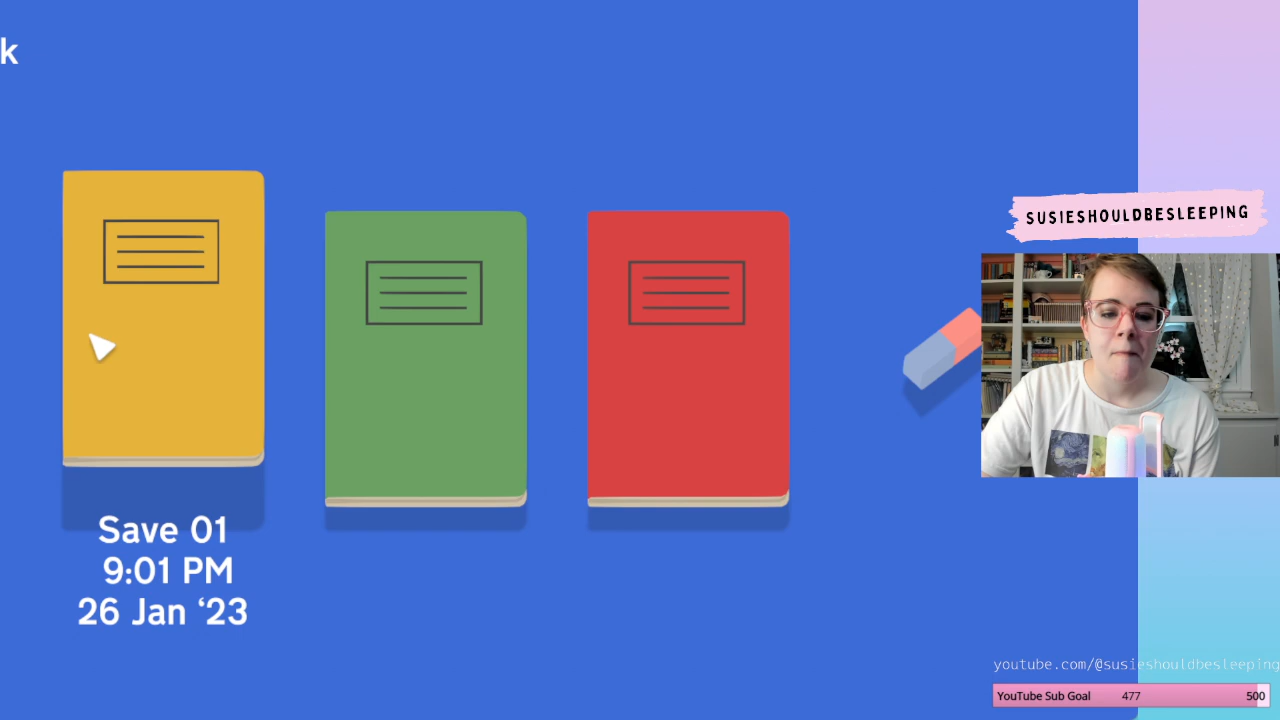 k
SUSIESHOULDBESLEEPING
Save 01
9:01 PM
26 Jan ‘23
youtube.com/@susieshouldbesleeping
YouTube Sub Goal 477 500